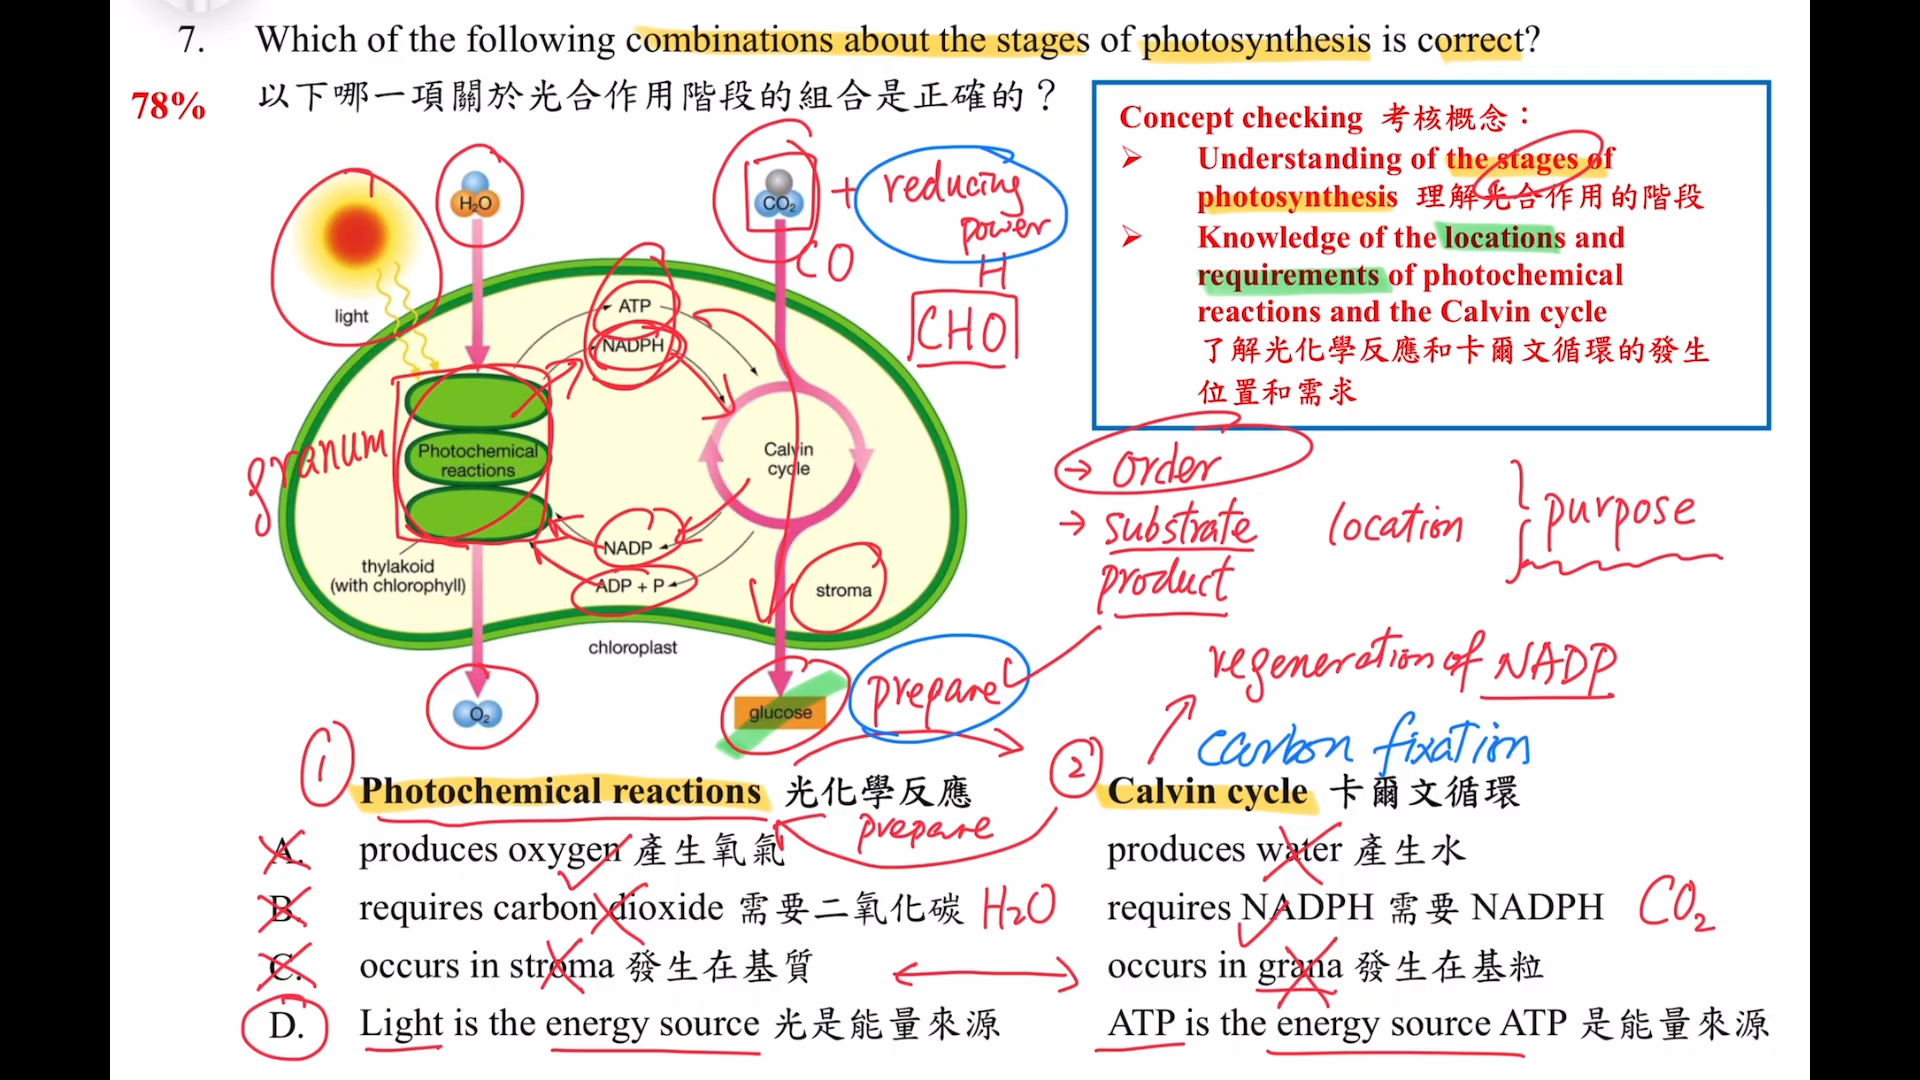 7. Which of the following combinations about the stages of photosynthesis is correct?
78% 以下哪一項關於光合作用階段的組合是正確的？
Concept checking 考核概念：
➢ Understanding of the stages of
photosynthesis 理解光合作用的階段
➢ Knowledge of the locations and
requirements of photochemical
reactions and the Calvin cycle
了解光化學反應和卡爾文循環的發生
位置和需求
H₂O
CO₂
+ reducing
power
CO
H
CHO
light
ATP
NADPH
granum
Photochemical
reactions
Calvin
cycle
NADP
ADP + P
thylakoid
(with chlorophyll)
stroma
chloroplast
O₂
glucose
→ order
→ substrate
product
location
purpose
prepare
regeneration of NADP
carbon fixation
① Photochemical reactions 光化學反應
② Calvin cycle 卡爾文循環
prepare
A. produces oxygen 產生氧氣 produces water 產生水
B. requires carbon dioxide 需要二氧化碳 H₂O requires NADPH 需要 NADPH CO₂
C. occurs in stroma 發生在基質 occurs in grana 發生在基粒
D. Light is the energy source 光是能量來源 ATP is the energy source ATP 是能量來源